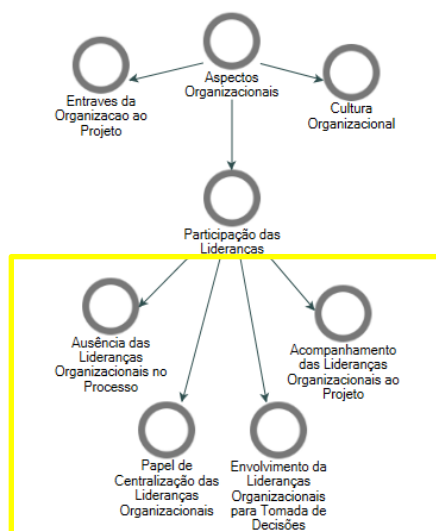 Aspectos
Organizacionais
Entraves da
Organizacao ao
Projeto
Cultura
Organizacional
Participação das
Lideranças
Ausência das
Lideranças
Organizacionais no
Processo
Acompanhamento
das Lideranças
Organizacionais ao
Projeto
Papel de
Centralização das
Lideranças
Organizacionais
Envolvimento da
Lideranças
Organizacionais
para Tomada de
Decisões